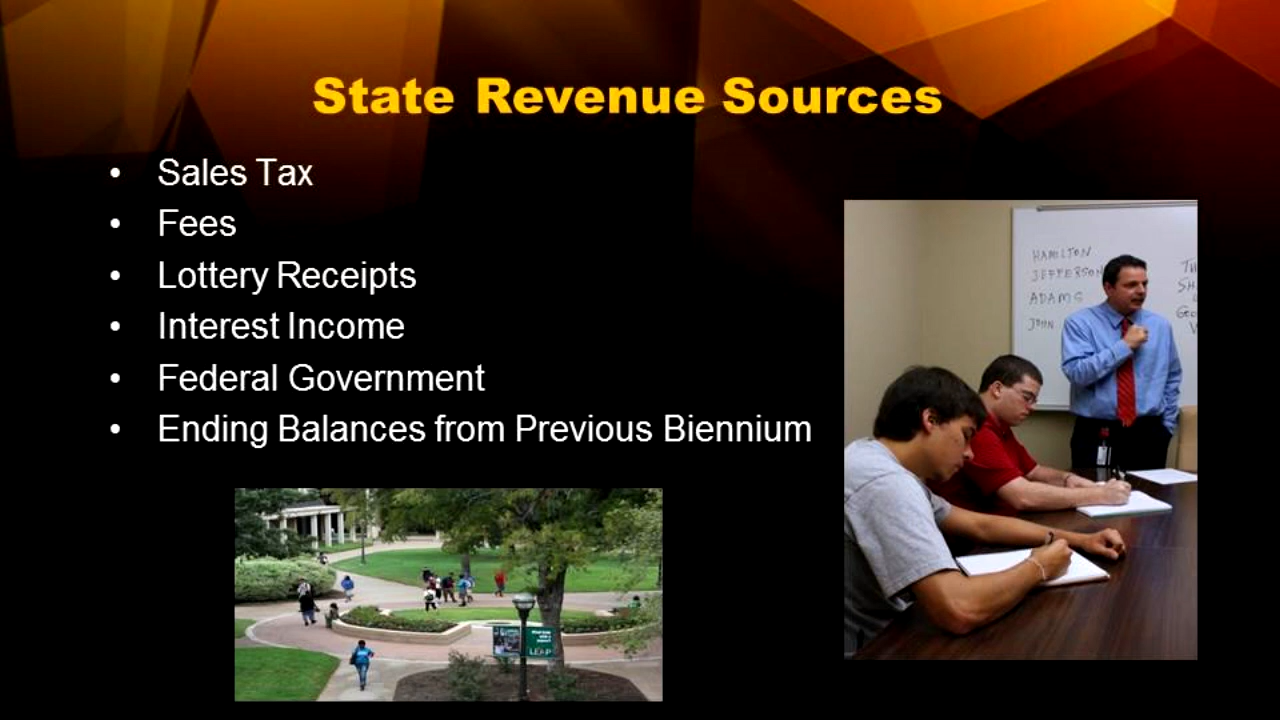 State Revenue Sources
• Sales Tax
• Fees
• Lottery Receipts
• Interest Income
• Federal Government
• Ending Balances from Previous Biennium
HAMILTON
JEFFERSON
ADAMS
JOHN